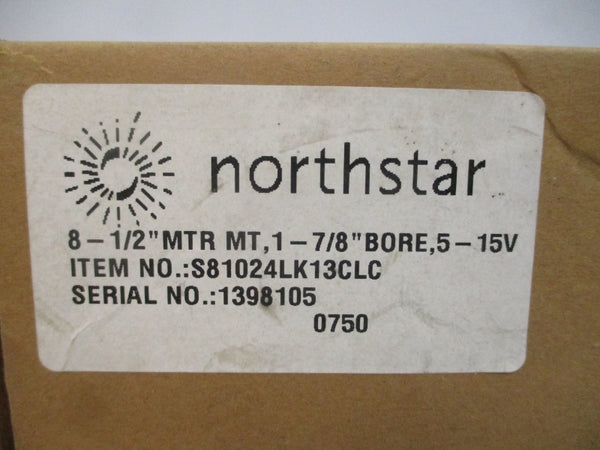 northstar
8-1/2"MTR MT,1-7/8"BORE,5-15V
ITEM NO.:S81024LK13CLC
SERIAL NO.:1398105
0750